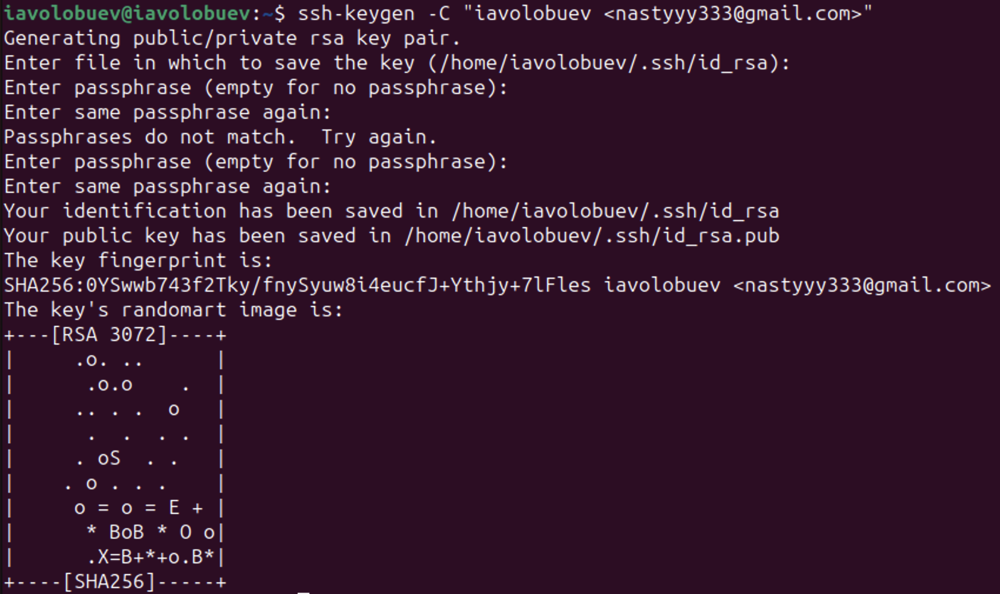 iavolobuev@iavolobuev:~$ ssh-keygen -C "iavolobuev <nastyyy333@gmail.com>"
Generating public/private rsa key pair.
Enter file in which to save the key (/home/iavolobuev/.ssh/id_rsa):
Enter passphrase (empty for no passphrase):
Enter same passphrase again:
Passphrases do not match.  Try again.
Enter passphrase (empty for no passphrase):
Enter same passphrase again:
Your identification has been saved in /home/iavolobuev/.ssh/id_rsa
Your public key has been saved in /home/iavolobuev/.ssh/id_rsa.pub
The key fingerprint is:
SHA256:0YSwwb743f2Tky/fnySyuw8i4eucfJ+Ythjy+7lFles iavolobuev <nastyyy333@gmail.com>
The key's randomart image is:
+---[RSA 3072]----+
|     .o. ..      |
|      .o.o    .  |
|     .. . .  o   |
|      .  .  . .  |
|     . oS  . .   |
|    . o . . .    |
|     o = o = E + |
|      * BoB * O o|
|      .X=B+*+o.B*|
+----[SHA256]-----+